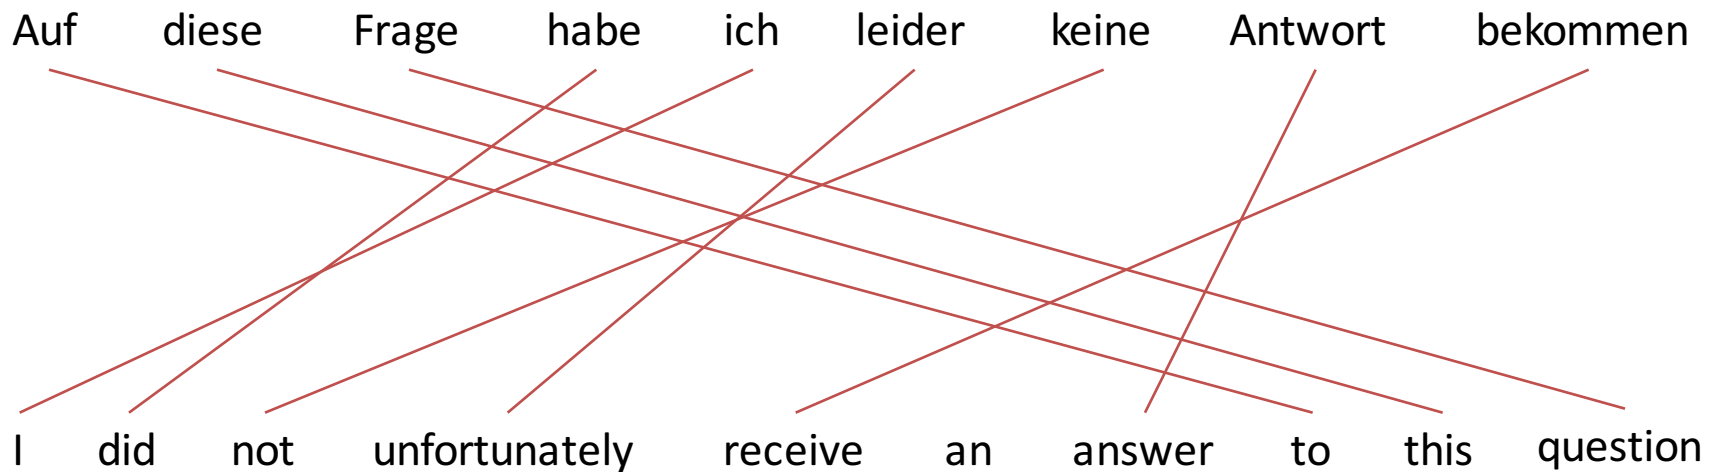 Auf diese Frage habe ich leider keine Antwort bekommen
I did not unfortunately receive an answer to this question